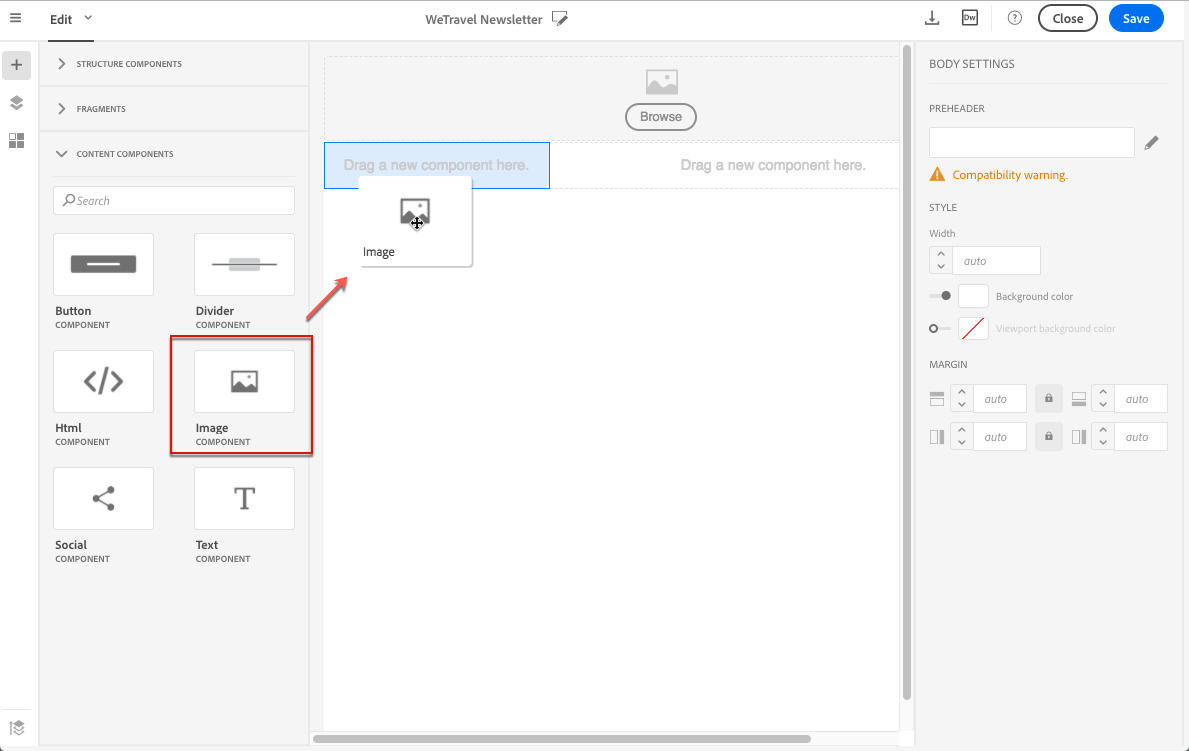 Edit
WeTravel Newsletter
Dw
?
Close
Save
STRUCTURE COMPONENTS
FRAGMENTS
CONTENT COMPONENTS
Search
Button
COMPONENT
Divider
COMPONENT
Html
COMPONENT
Image
COMPONENT
Social
COMPONENT
T
Text
COMPONENT
Browse
Drag a new component here.
Drag a new component here.
Image
BODY SETTINGS
PREHEADER
Compatibility warning.
STYLE
Width
auto
Background color
Viewport background color
MARGIN
auto
auto
auto
auto